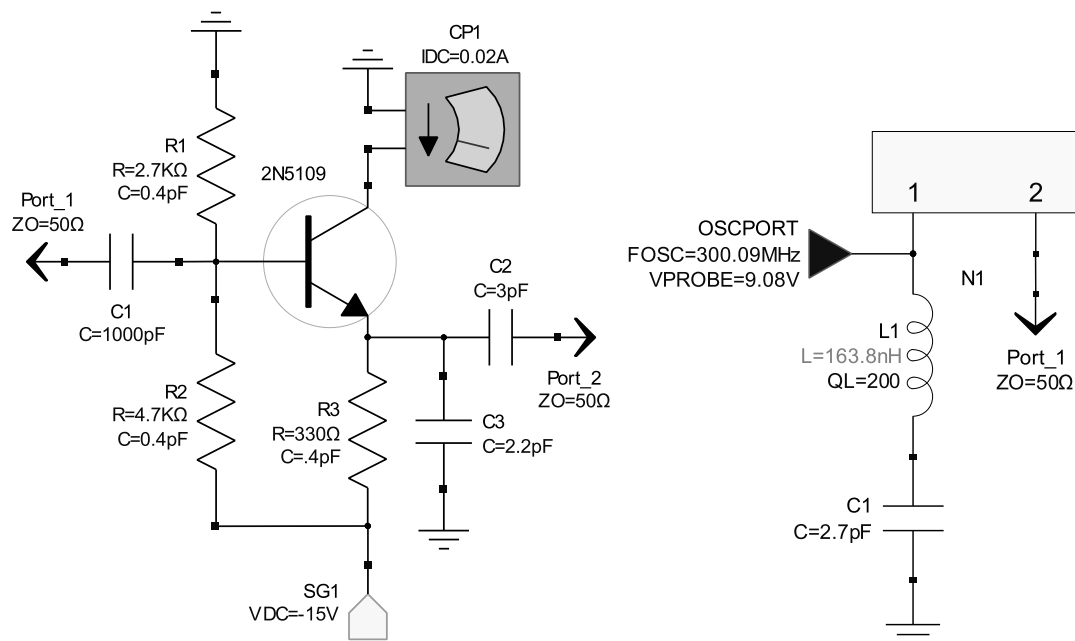 CP1
IDC=0.02A
R1
R=2.7KΩ
C=0.4pF
2N5109
Port_1
ZO=50Ω
C1
C=1000pF
C2
C=3pF
Port_2
ZO=50Ω
R2
R=4.7KΩ
C=0.4pF
R3
R=330Ω
C=.4pF
C3
C=2.2pF
SG1
VDC=-15V
1 2
OSCPORT
FOSC=300.09MHz
VPROBE=9.08V
N1
L1
L=163.8nH
QL=200
Port_1
ZO=50Ω
C1
C=2.7pF